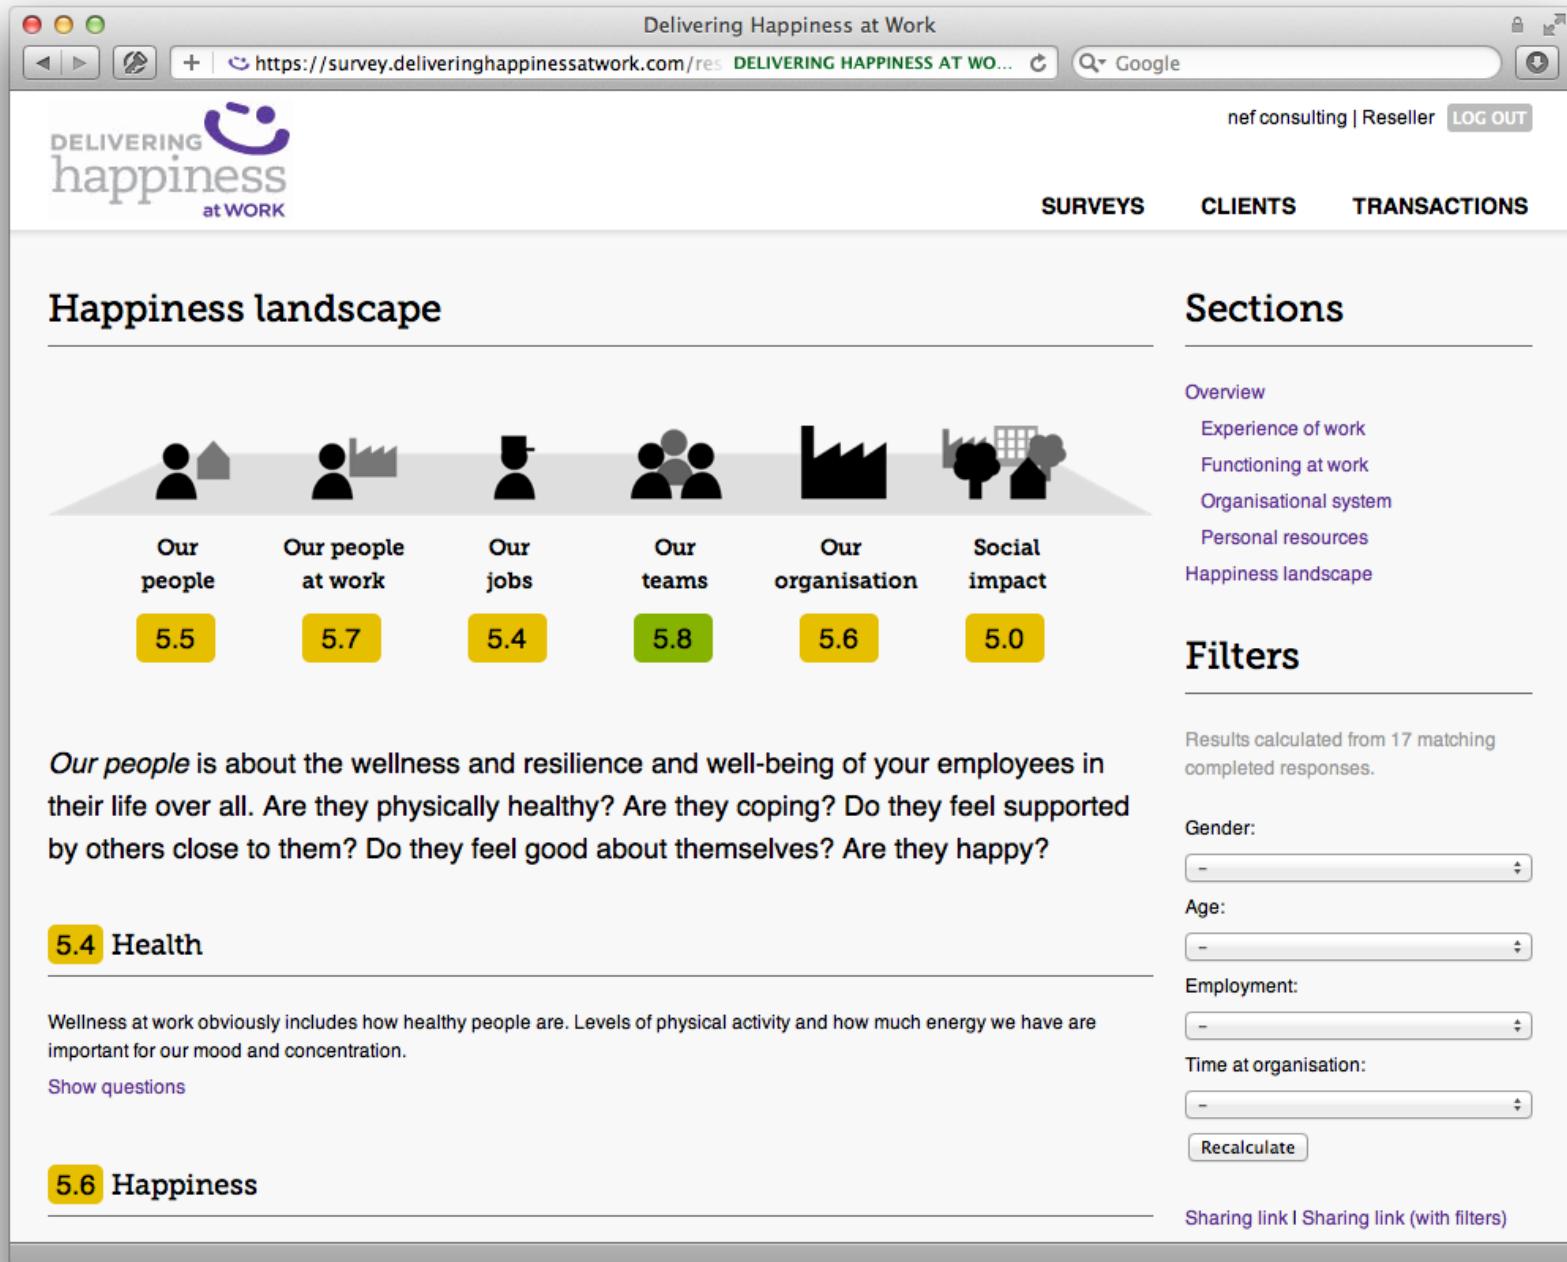 Delivering Happiness at Work
https://survey.deliveringhappinessatwork.com/res DELIVERING HAPPINESS AT WO... Google
nef consulting | Reseller LOG OUT
DELIVERING
happiness
at WORK
SURVEYS CLIENTS TRANSACTIONS
Happiness landscape
Our people
Our people at work
Our jobs
Our teams
Our organisation
Social impact
5.5 5.7 5.4 5.8 5.6 5.0
Our people is about the wellness and resilience and well-being of your employees in
their life over all. Are they physically healthy? Are they coping? Do they feel supported
by others close to them? Do they feel good about themselves? Are they happy?
5.4 Health
Wellness at work obviously includes how healthy people are. Levels of physical activity and how much energy we have are
important for our mood and concentration.
Show questions
5.6 Happiness
Sections
Overview
Experience of work
Functioning at work
Organisational system
Personal resources
Happiness landscape
Filters
Results calculated from 17 matching
completed responses.
Gender:
–
Age:
–
Employment:
–
Time at organisation:
–
Recalculate
Sharing link | Sharing link (with filters)